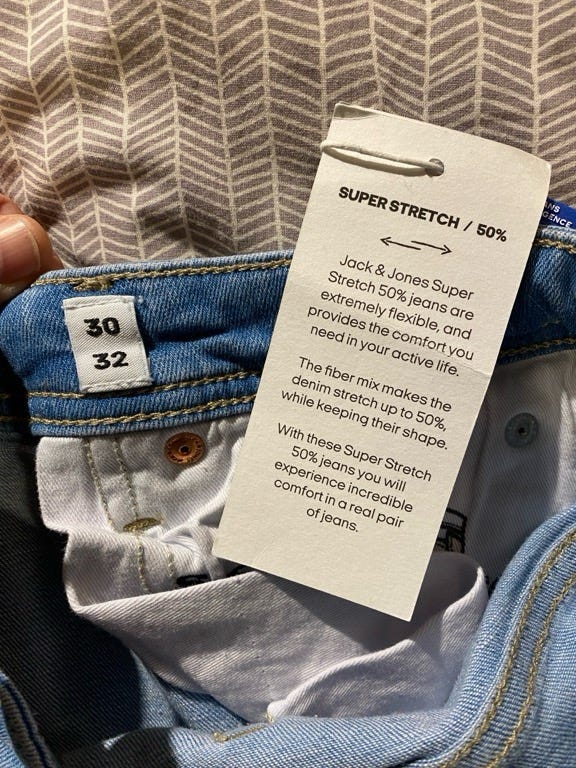 SUPER STRETCH / 50%
Jack & Jones Super
Stretch 50% jeans are
extremely flexible, and
provides the comfort you
need in your active life.
The fiber mix makes the
denim stretch up to 50%,
while keeping their shape.
With these Super Stretch
50% jeans you will
experience incredible
comfort in a real pair
of jeans.
30
32